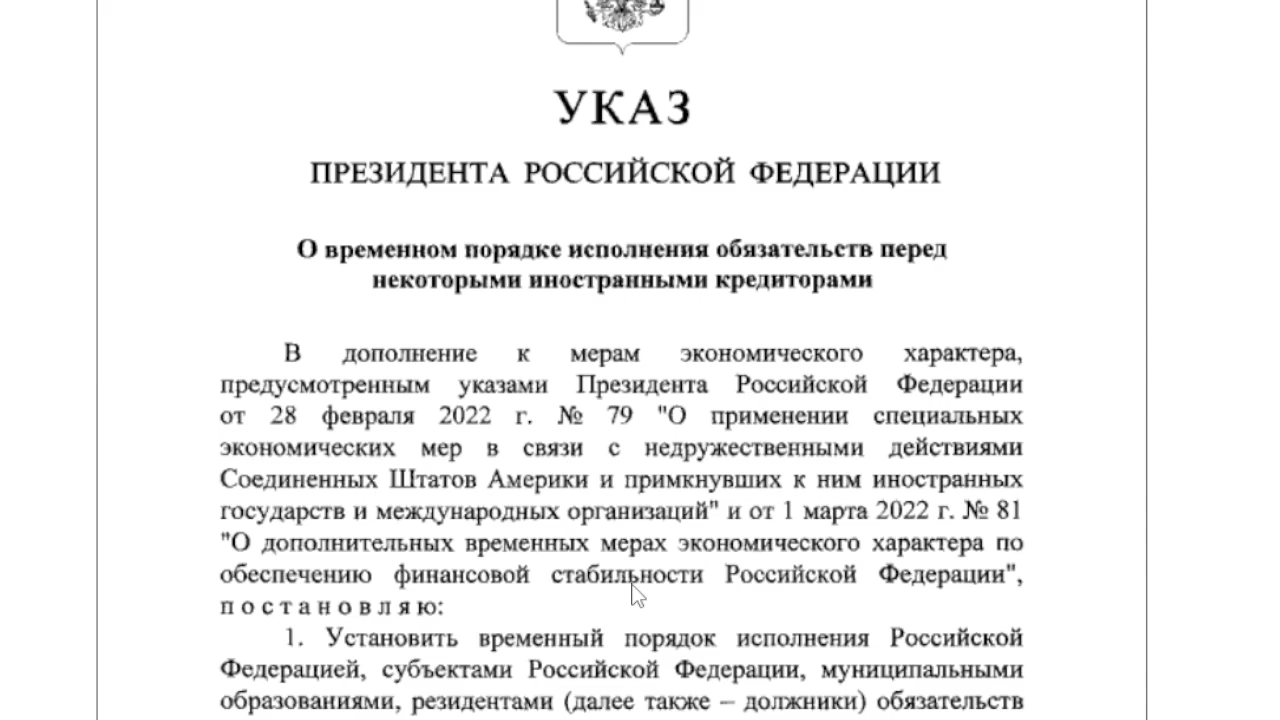 УКАЗ
ПРЕЗИДЕНТА РОССИЙСКОЙ ФЕДЕРАЦИИ
О временном порядке исполнения обязательств перед
некоторыми иностранными кредиторами
В дополнение к мерам экономического характера,
предусмотренным указами Президента Российской Федерации
от 28 февраля 2022 г. № 79 "О применении специальных
экономических мер в связи с недружественными действиями
Соединенных Штатов Америки и примкнувших к ним иностранных
государств и международных организаций" и от 1 марта 2022 г. № 81
"О дополнительных временных мерах экономического характера по
обеспечению финансовой стабильности Российской Федерации",
п о с т а н о в л я ю:
1. Установить временный порядок исполнения Российской
Федерацией, субъектами Российской Федерации, муниципальными
образованиями, резидентами (далее также – должники) обязательств